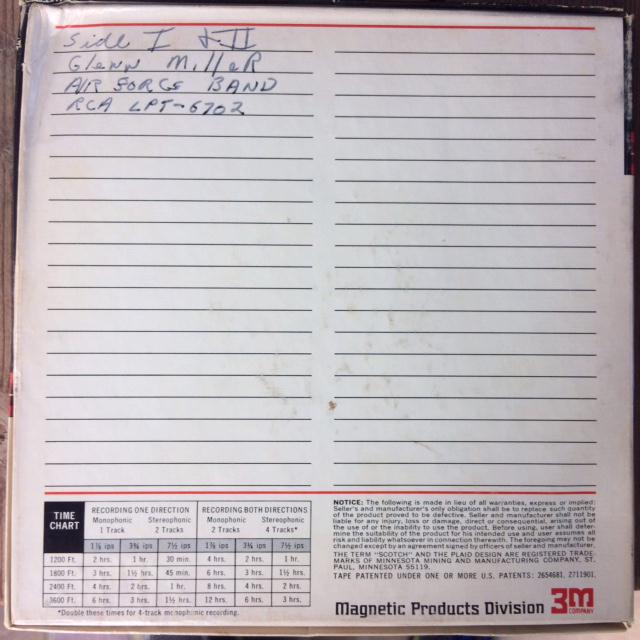 Side I & II
Glenn Miller
AIR FORCE BAND
RCA LPT-6702
TIME CHART
RECORDING ONE DIRECTION
RECORDING BOTH DIRECTIONS
Monophonic 1 Track
Stereophonic 2 Tracks
Monophonic 2 Tracks
Stereophonic 4 Tracks*
1⅞ ips 3¾ ips 7½ ips 1⅞ ips 3¾ ips 7½ ips
1200 Ft. 2 hrs. 1 hr. 30 min. 4 hrs. 2 hrs. 1 hr.
1800 Ft. 3 hrs. 1½ hrs. 45 min. 6 hrs. 3 hrs. 1½ hrs.
2400 Ft. 4 hrs. 2 hrs. 1 hr. 8 hrs. 4 hrs. 2 hrs.
3600 Ft. 6 hrs. 3 hrs. 1½ hrs. 12 hrs. 6 hrs. 3 hrs.
*Double these times for 4-track monophonic recording.
NOTICE: The following is made in lieu of all warranties, express or implied:
Seller's and manufacturer's only obligation shall be to replace such quantity
of the product proved to be defective. Seller and manufacturer shall not be
liable for any injury, loss or damage, direct or consequential, arising out of
the use of or the inability to use the product. Before using, user shall deter-
mine the suitability of the product for his intended use and user assumes all
risk and liability whatsoever in connection therewith. The foregoing may not be
changed except by an agreement signed by officers of seller and manufacturer.
THE TERM "SCOTCH" AND THE PLAID DESIGN ARE REGISTERED TRADE-
MARKS OF MINNESOTA MINING AND MANUFACTURING COMPANY, ST.
PAUL, MINNESOTA 55119.
TAPE PATENTED UNDER ONE OR MORE U.S. PATENTS: 2654681, 2711901.
Magnetic Products Division 3M COMPANY